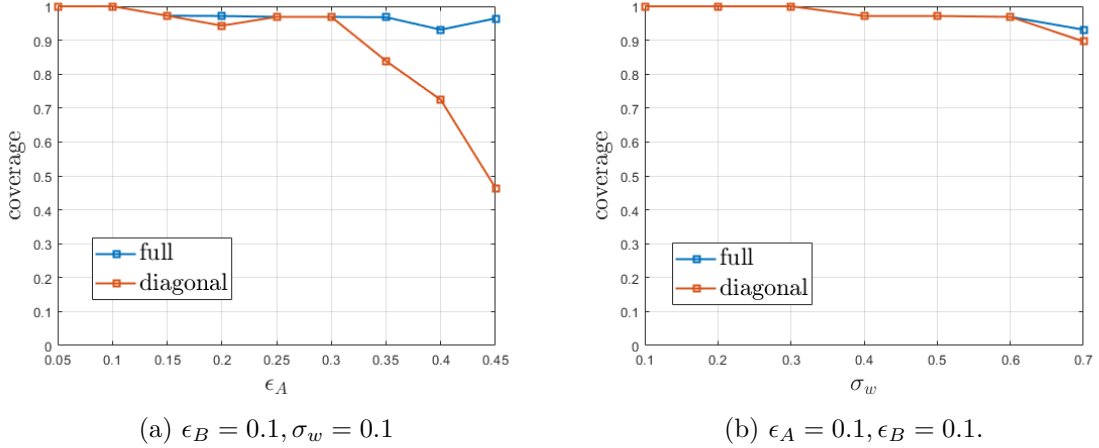 1
0.9
0.8
0.7
0.6
0.5
0.4
0.3
0.2
0.1
0
coverage
full
diagonal
0.05 0.1 0.15 0.2 0.25 0.3 0.35 0.4 0.45
ϵ_A
(a) ϵ_B = 0.1, σ_w = 0.1
1
0.9
0.8
0.7
0.6
0.5
0.4
0.3
0.2
0.1
0
coverage
full
diagonal
0.1 0.2 0.3 0.4 0.5 0.6 0.7
σ_w
(b) ϵ_A = 0.1, ϵ_B = 0.1.